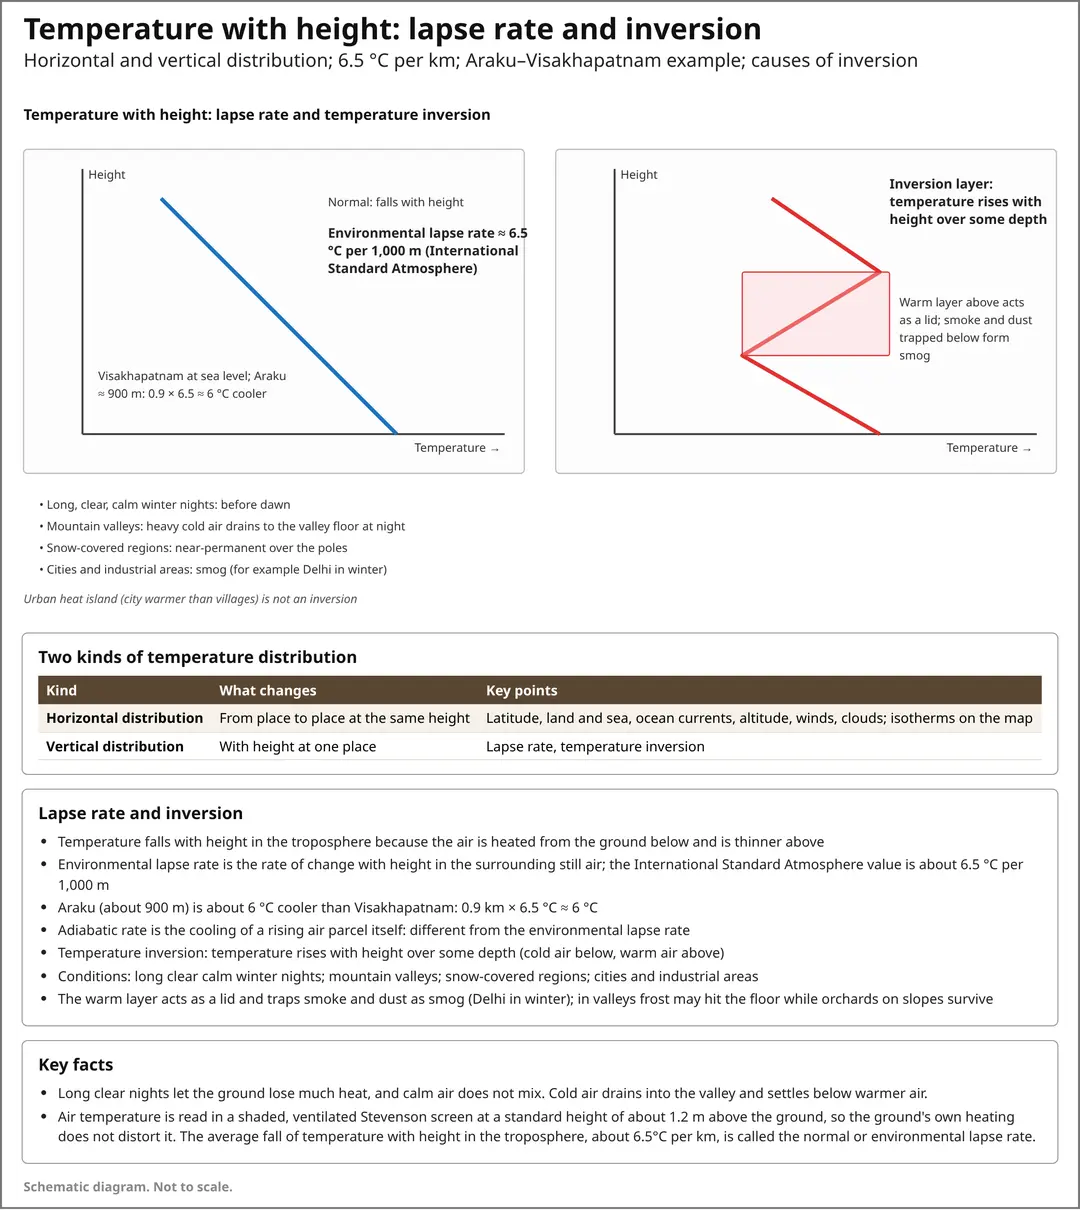 Temperature with height: lapse rate and inversion
Horizontal and vertical distribution; 6.5 °C per km; Araku–Visakhapatnam example; causes of inversion
Temperature with height: lapse rate and temperature inversion
Height
Normal: falls with height
Environmental lapse rate ≈ 6.5
°C per 1,000 m (International
Standard Atmosphere)
Visakhapatnam at sea level; Araku
≈ 900 m: 0.9 × 6.5 ≈ 6 °C cooler
Temperature →
Height
Inversion layer:
temperature rises with
height over some depth
Warm layer above acts
as a lid; smoke and dust
trapped below form
smog
Temperature →
• Long, clear, calm winter nights: before dawn
• Mountain valleys: heavy cold air drains to the valley floor at night
• Snow-covered regions: near-permanent over the poles
• Cities and industrial areas: smog (for example Delhi in winter)
Urban heat island (city warmer than villages) is not an inversion
Two kinds of temperature distribution
Kind What changes Key points
Horizontal distribution From place to place at the same height Latitude, land and sea, ocean currents, altitude, winds, clouds; isotherms on the map
Vertical distribution With height at one place Lapse rate, temperature inversion
Lapse rate and inversion
• Temperature falls with height in the troposphere because the air is heated from the ground below and is thinner above
• Environmental lapse rate is the rate of change with height in the surrounding still air; the International Standard Atmosphere value is about 6.5 °C per
1,000 m
• Araku (about 900 m) is about 6 °C cooler than Visakhapatnam: 0.9 km × 6.5 °C ≈ 6 °C
• Adiabatic rate is the cooling of a rising air parcel itself: different from the environmental lapse rate
• Temperature inversion: temperature rises with height over some depth (cold air below, warm air above)
• Conditions: long clear calm winter nights; mountain valleys; snow-covered regions; cities and industrial areas
• The warm layer acts as a lid and traps smoke and dust as smog (Delhi in winter); in valleys frost may hit the floor while orchards on slopes survive
Key facts
• Long clear nights let the ground lose much heat, and calm air does not mix. Cold air drains into the valley and settles below warmer air.
• Air temperature is read in a shaded, ventilated Stevenson screen at a standard height of about 1.2 m above the ground, so the ground's own heating
does not distort it. The average fall of temperature with height in the troposphere, about 6.5°C per km, is called the normal or environmental lapse rate.
Schematic diagram. Not to scale.